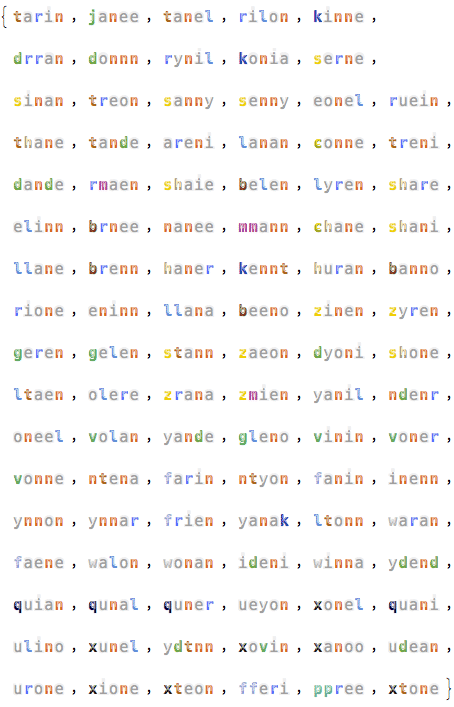 { tarin , janee , tanel , rilon , kinne ,
drran , donnn , rynil , konia , serne ,
sinan , treon , sanny , senny , eonel , ruein ,
thane , tande , areni , lanan , conne , treni ,
dande , rmaen , shaie , belen , lyren , share ,
elinn , brnee , nanee , mmann , chane , shani ,
llane , brenn , haner , kennt , huran , banno ,
rione , eninn , llana , beeno , zinen , zyren ,
geren , gelen , stann , zaeon , dyoni , shone ,
ltaen , olere , zrana , zmien , yanil , ndenr ,
oneel , volan , yande , gleno , vinin , voner ,
vonne , ntena , farin , ntyon , fanin , inenn ,
ynnon , ynnar , frien , yanak , ltonn , waran ,
faene , walon , wonan , ideni , winna , ydend ,
quian , qunal , quner , ueyon , xonel , quani ,
ulino , xunel , ydtnn , xovin , xanoo , udean ,
urone , xione , xteon , fferi , ppree , xtone }